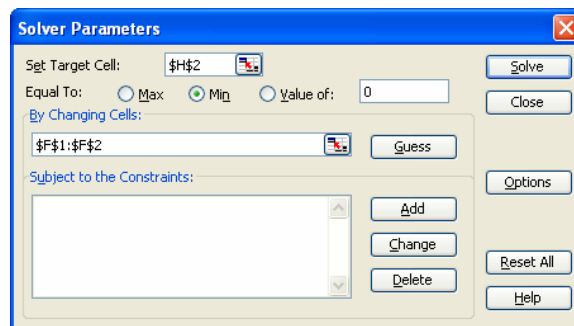 Solver Parameters
Set Target Cell: $H$2 Solve
Equal To: Max Min Value of: 0 Close
By Changing Cells:
$F$1:$F$2 Guess
Subject to the Constraints: Options
Add
Change
Reset All
Delete
Help